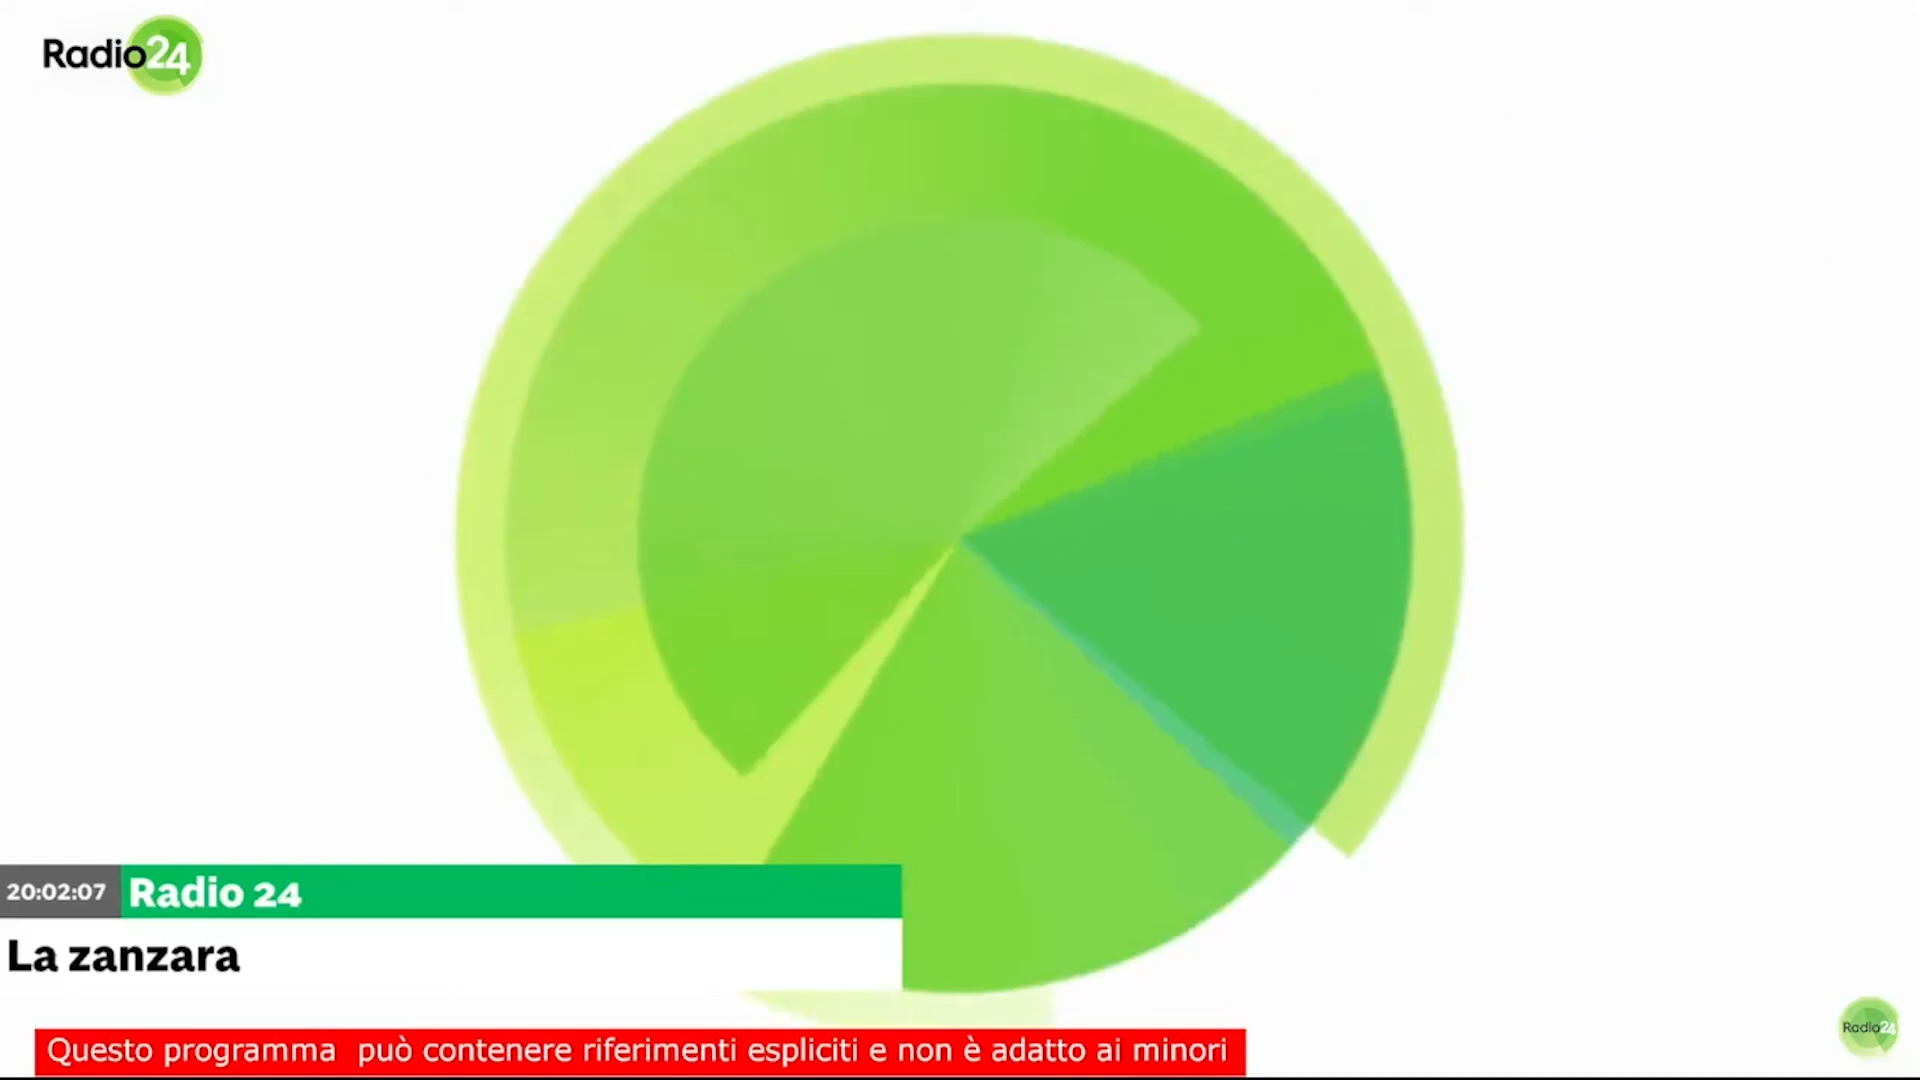 Radio24
20:02:07 Radio 24
La zanzara
Questo programma può contenere riferimenti espliciti e non è adatto ai minori
Radio24